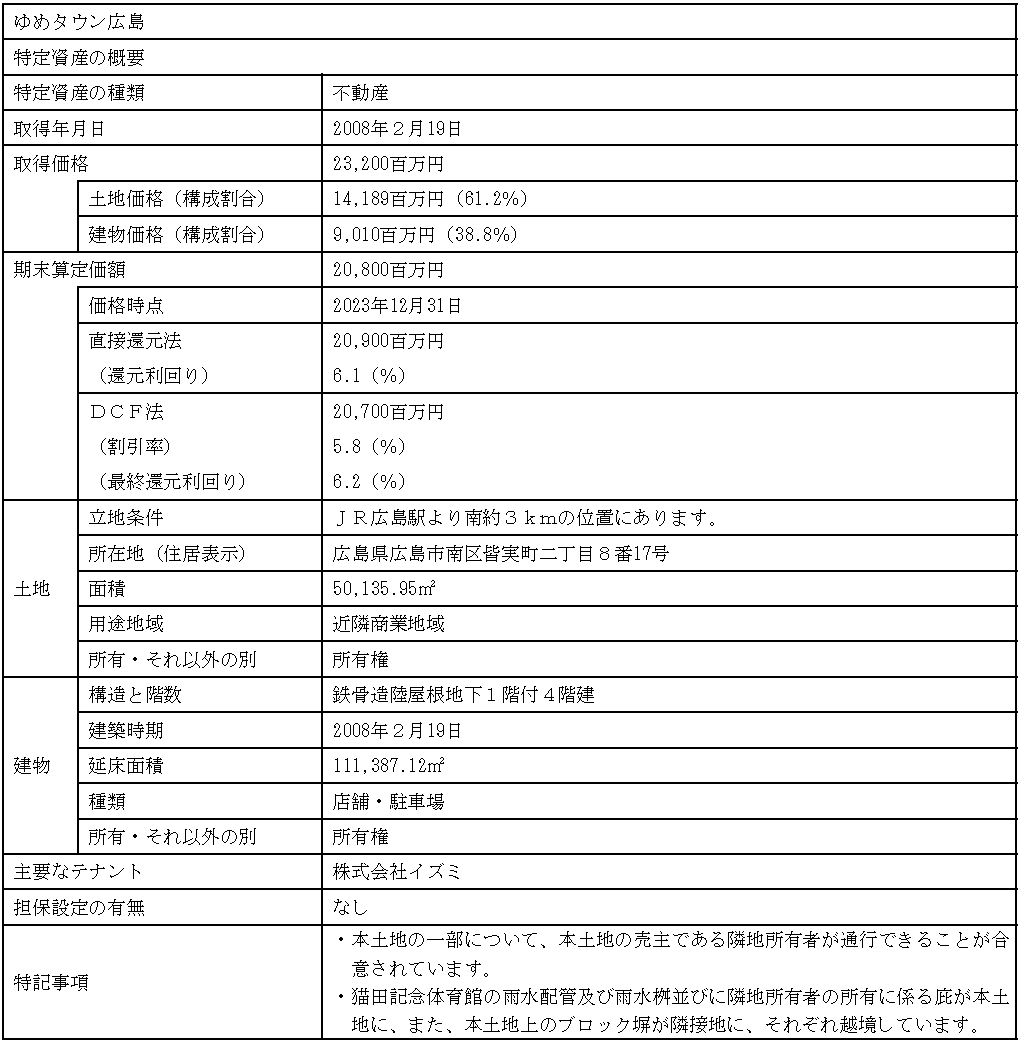 ゆめタウン広島
特定資産の概要
特定資産の種類 不動産
取得年月日 2008年２月19日
取得価格 23,200百万円
土地価格（構成割合） 14,189百万円（61.2%）
建物価格（構成割合） 9,010百万円（38.8%）
期末算定価額 20,800百万円
価格時点 2023年12月31日
直接還元法 20,900百万円
（還元利回り） 6.1（%）
ＤＣＦ法 20,700百万円
（割引率） 5.8（%）
（最終還元利回り） 6.2（%）
土地
立地条件 ＪＲ広島駅より南約３ｋｍの位置にあります。
所在地（住居表示） 広島県広島市南区皆実町二丁目８番17号
面積 50,135.95㎡
用途地域 近隣商業地域
所有・それ以外の別 所有権
建物
構造と階数 鉄骨造陸屋根地下１階付４階建
建築時期 2008年２月19日
延床面積 111,387.12㎡
種類 店舗・駐車場
所有・それ以外の別 所有権
主要なテナント 株式会社イズミ
担保設定の有無 なし
特記事項
・本土地の一部について、本土地の売主である隣地所有者が通行できることが合
意されています。
・猫田記念体育館の雨水配管及び雨水桝並びに隣地所有者の所有に係る庇が本土
地に、また、本土地上のブロック塀が隣接地に、それぞれ越境しています。